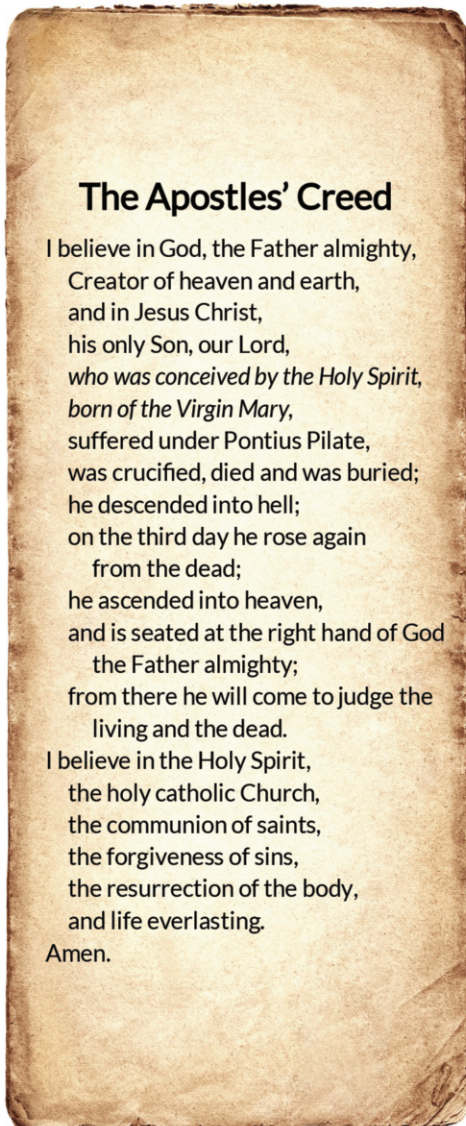 The Apostles’ Creed
I believe in God, the Father almighty,
Creator of heaven and earth,
and in Jesus Christ,
his only Son, our Lord,
who was conceived by the Holy Spirit,
born of the Virgin Mary,
suffered under Pontius Pilate,
was crucified, died and was buried;
he descended into hell;
on the third day he rose again
from the dead;
he ascended into heaven,
and is seated at the right hand of God
the Father almighty;
from there he will come to judge the
living and the dead.
I believe in the Holy Spirit,
the holy catholic Church,
the communion of saints,
the forgiveness of sins,
the resurrection of the body,
and life everlasting.
Amen.